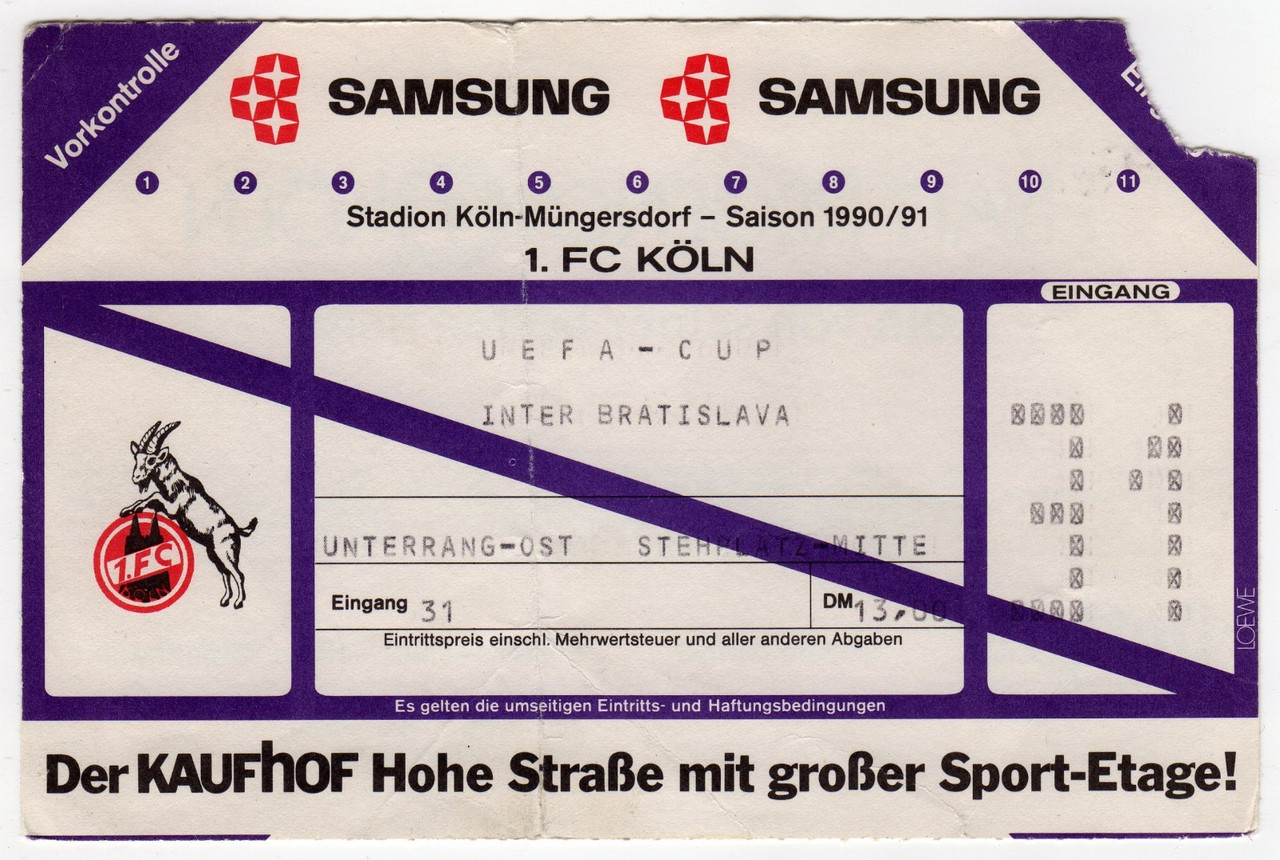 Vorkontrolle
SAMSUNG SAMSUNG
1 2 3 4 5 6 7 8 9 10 11
Stadion Köln-Müngersdorf – Saison 1990/91
1. FC KÖLN
EINGANG
UEFA-CUP
INTER BRATISLAVA
UNTERRANG-OST STEHPLATZ-MITTE
Eingang 31
DM 13,00
Eintrittspreis einschl. Mehrwertsteuer und aller anderen Abgaben
31
1.FC
KÖLN
LOEWE
Es gelten die umseitigen Eintritts- und Haftungsbedingungen
Der KAUFhOF Hohe Straße mit großer Sport-Etage!